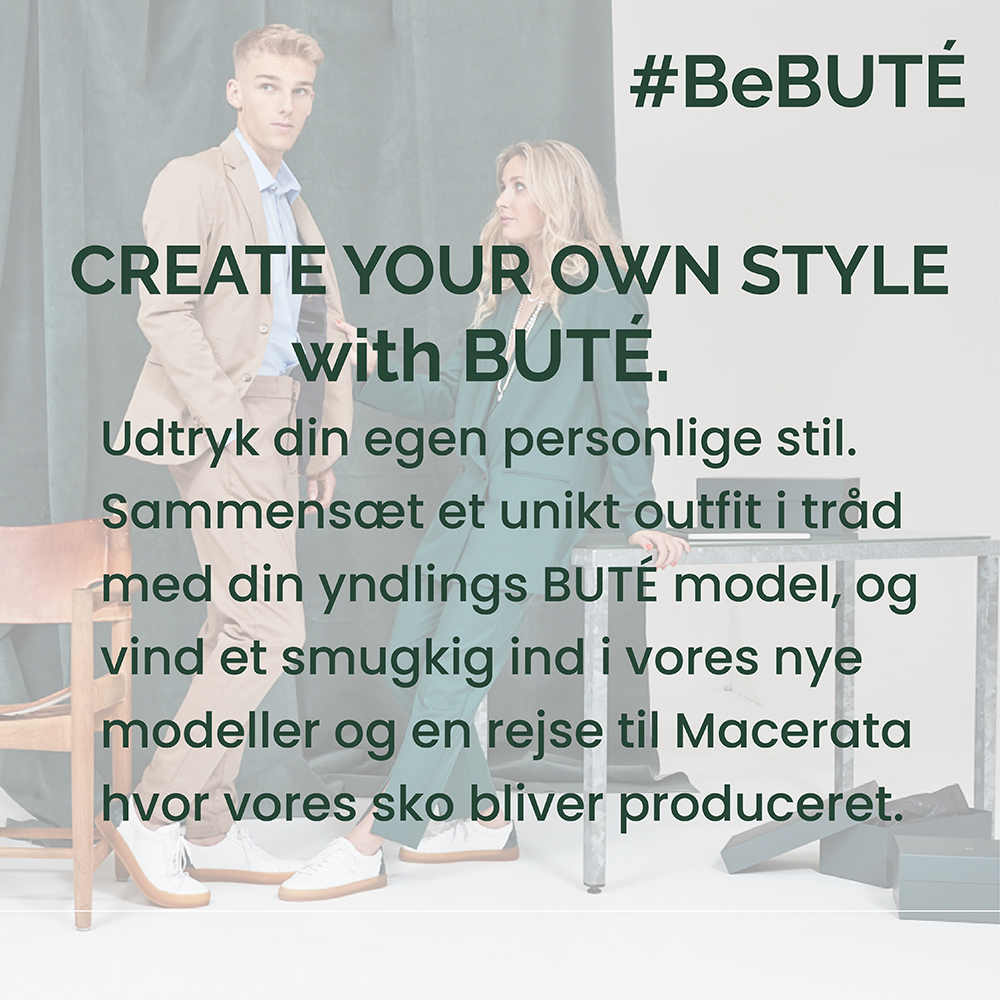 #BeBUTÉ
CREATE YOUR OWN STYLE
with BUTÉ.
Udtryk din egen personlige stil.
Sammensæt et unikt outfit i tråd
med din yndlings BUTÉ model, og
vind et smugkig ind i vores nye
modeller og en rejse til Macerata
hvor vores sko bliver produceret.